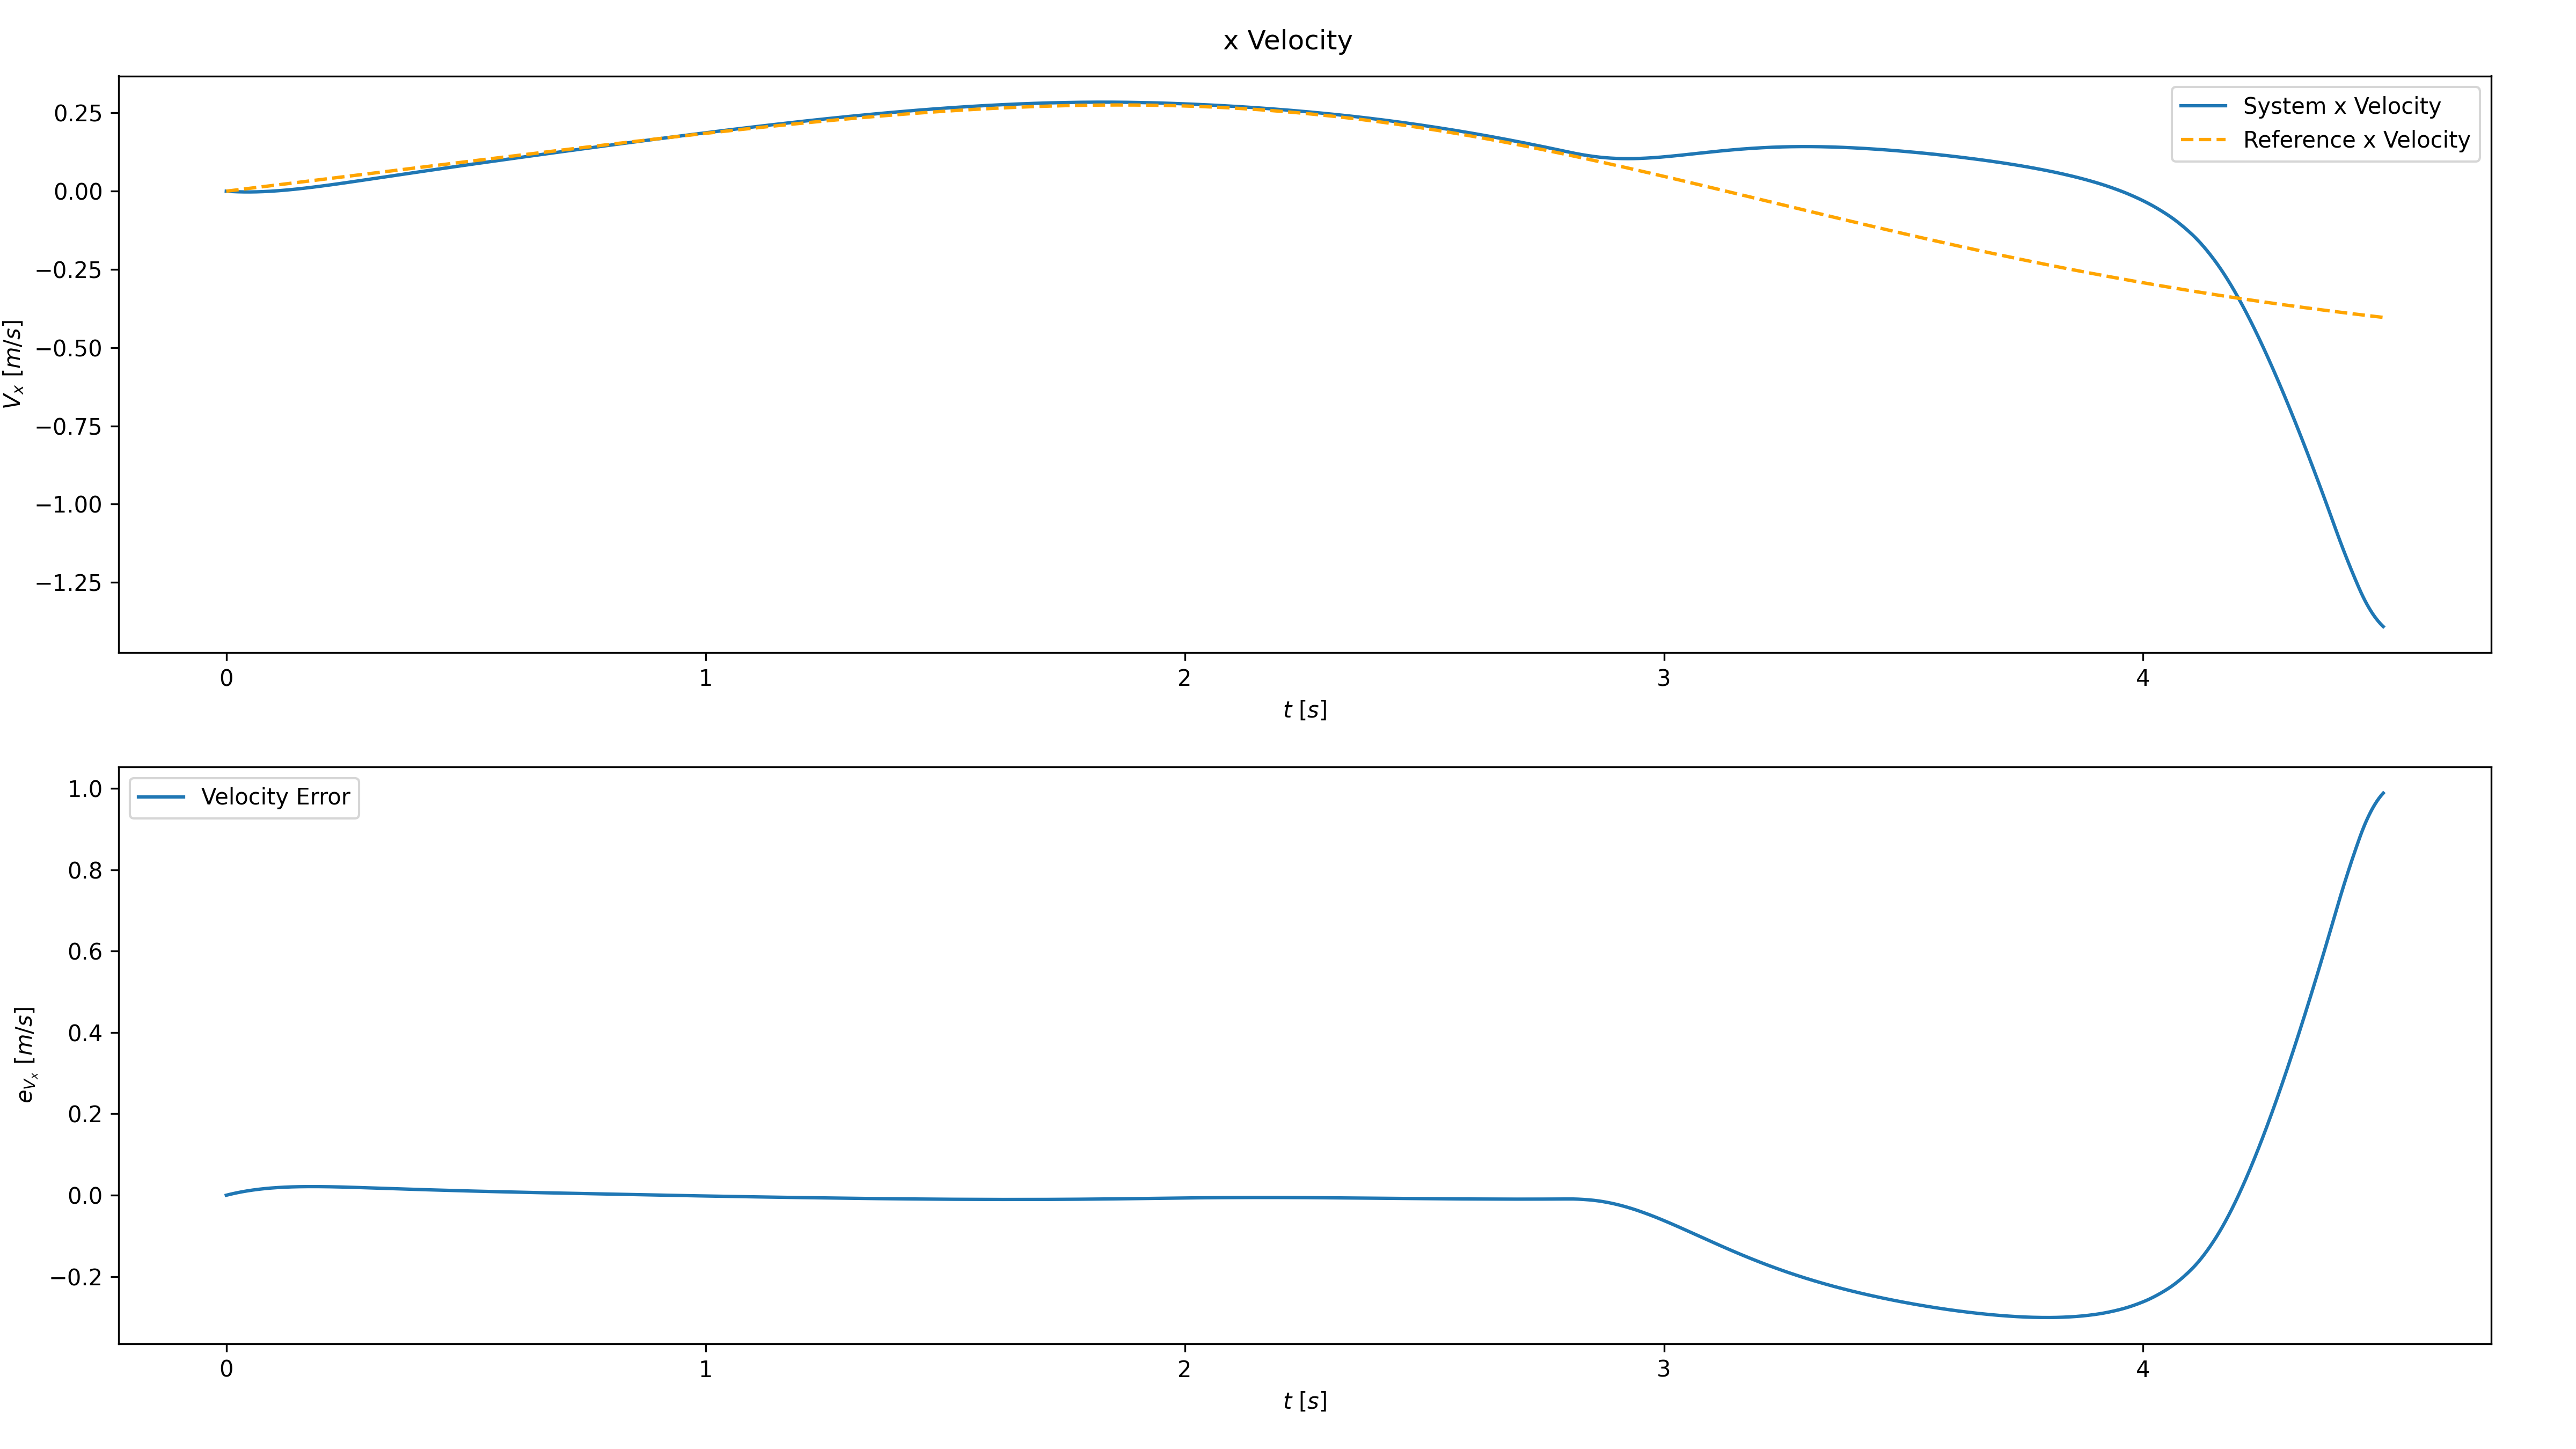 x Velocity
System x Velocity
Reference x Velocity
V_x [m/s]
0.25
0.00
−0.25
−0.50
−0.75
−1.00
−1.25
0 1 2 3 4
t [s]
Velocity Error
e_{V_x} [m/s]
1.0
0.8
0.6
0.4
0.2
0.0
−0.2
0 1 2 3 4
t [s]